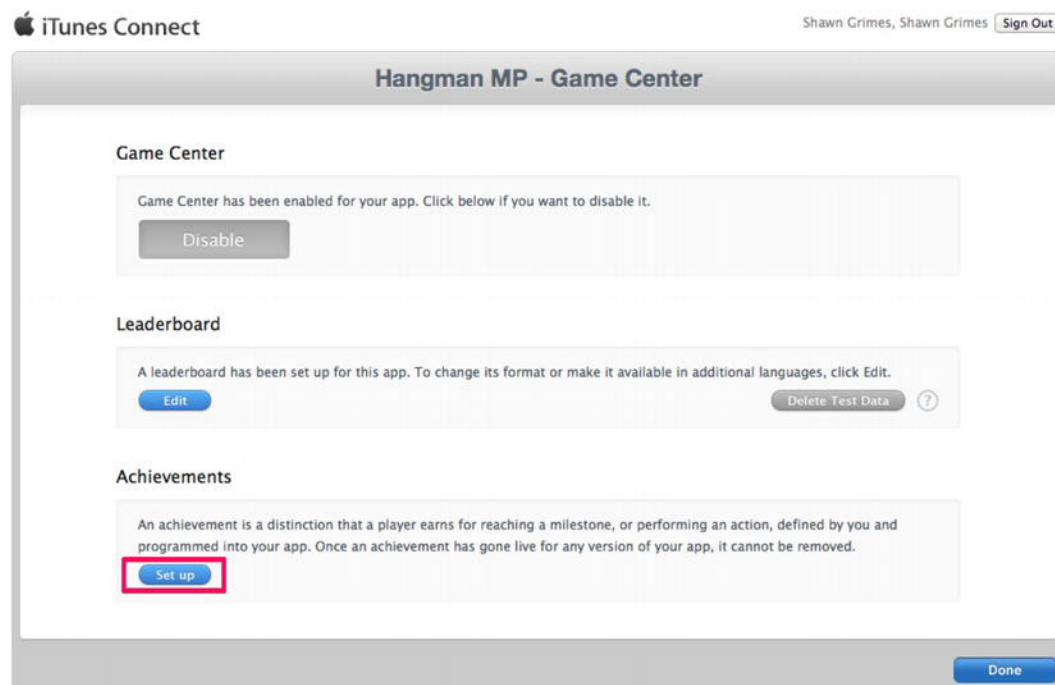 iTunes Connect
Shawn Grimes, Shawn Grimes Sign Out
Hangman MP - Game Center
Game Center
Game Center has been enabled for your app. Click below if you want to disable it.
Disable
Leaderboard
A leaderboard has been set up for this app. To change its format or make it available in additional languages, click Edit.
Edit
Delete Test Data ?
Achievements
An achievement is a distinction that a player earns for reaching a milestone, or performing an action, defined by you and
programmed into your app. Once an achievement has gone live for any version of your app, it cannot be removed.
Set up
Done